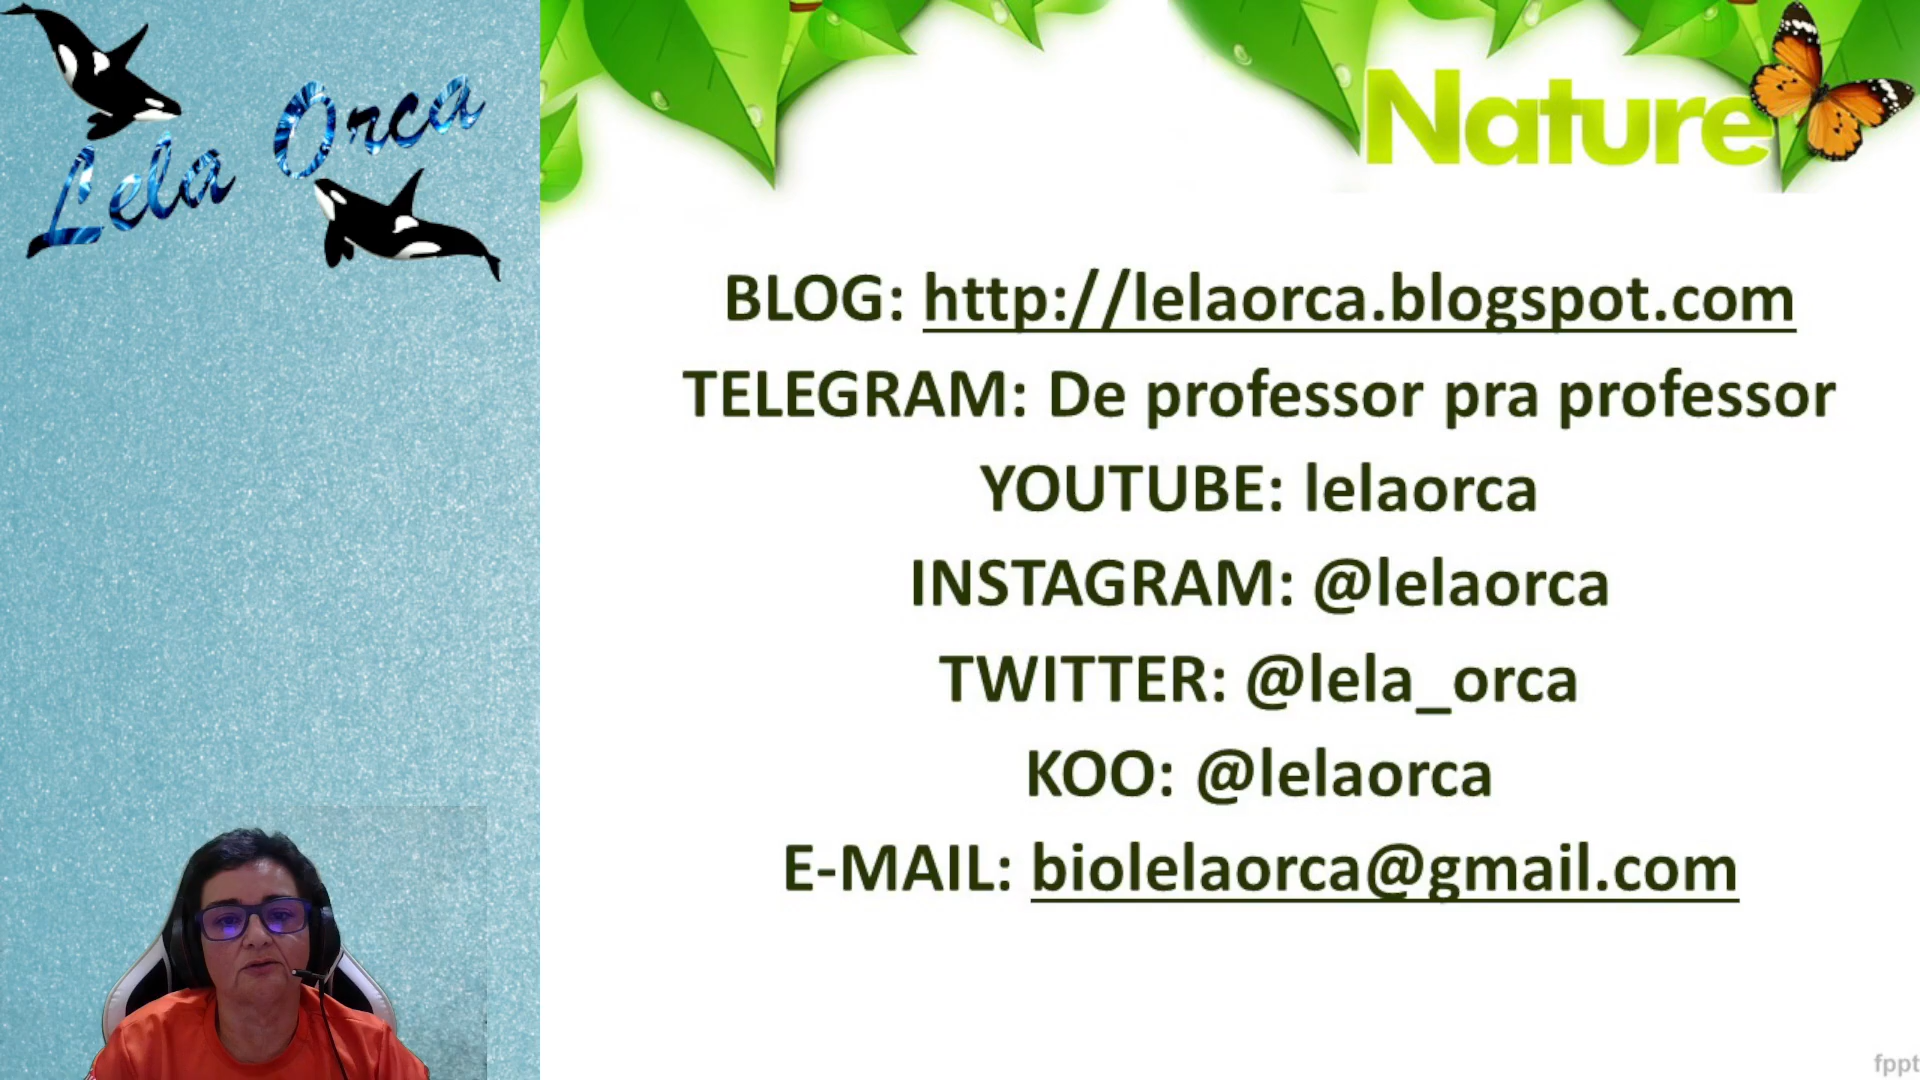 Lela Orca
Nature
BLOG: http://lelaorca.blogspot.com
TELEGRAM: De professor pra professor
YOUTUBE: lelaorca
INSTAGRAM: @lelaorca
TWITTER: @lela_orca
KOO: @lelaorca
E-MAIL: biolelaorca@gmail.com
fppt